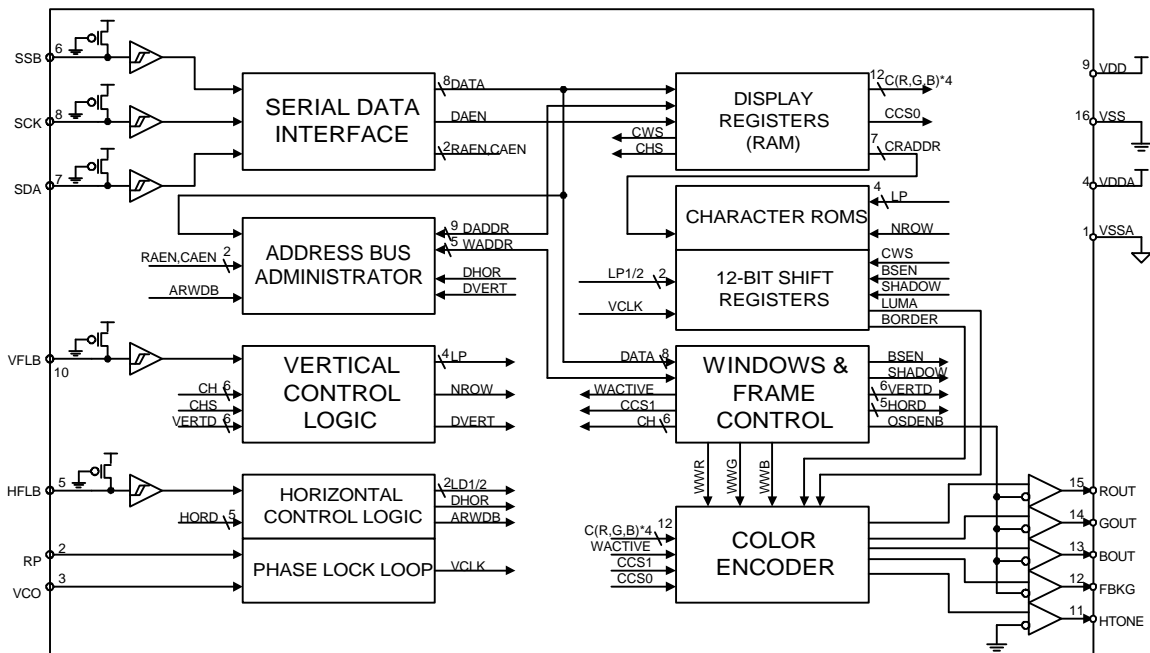 SSB
6
SCK
8
SDA
7
SERIAL DATA
INTERFACE
8
DATA
DAEN
2
RAEN,CAEN
DISPLAY
REGISTERS
(RAM)
12
C(R,G,B)*4
CCS0
7
CRADDR
CWS
CHS
9
VDD
16
VSS
4
VDDA
1
VSSA
ADDRESS BUS
ADMINISTRATOR
9
DADDR
5
WADDR
DHOR
DVERT
RAEN,CAEN
2
ARWDB
CHARACTER ROMS
4
LP
NROW
12-BIT SHIFT
REGISTERS
LP1/2
2
VCLK
CWS
BSEN
SHADOW
LUMA
BORDER
VFLB
10
VERTICAL
CONTROL
LOGIC
CH
6
CHS
VERTD
6
4
LP
NROW
DVERT
WINDOWS &
FRAME
CONTROL
DATA
8
WACTIVE
CCS1
CH
6
BSEN
SHADOW
6
VERTD
5
HORD
OSDENB
WWR
WWG
WWB
HFLB
5
HORIZONTAL
CONTROL LOGIC
HORD
5
2
LD1/2
DHOR
ARWDB
RP
2
VCO
3
PHASE LOCK LOOP
VCLK
COLOR
ENCODER
C(R,G,B)*4
12
WACTIVE
CCS1
CCS0
15
ROUT
14
GOUT
13
BOUT
12
FBKG
11
HTONE